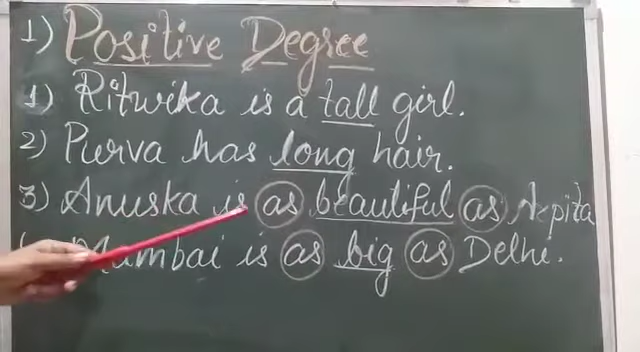 1) Positive Degree
1) Ritwika is a tall girl.
2) Purva has long hair.
3) Anuska is as beautiful as Arpita
Mumbai is as big as Delhi.